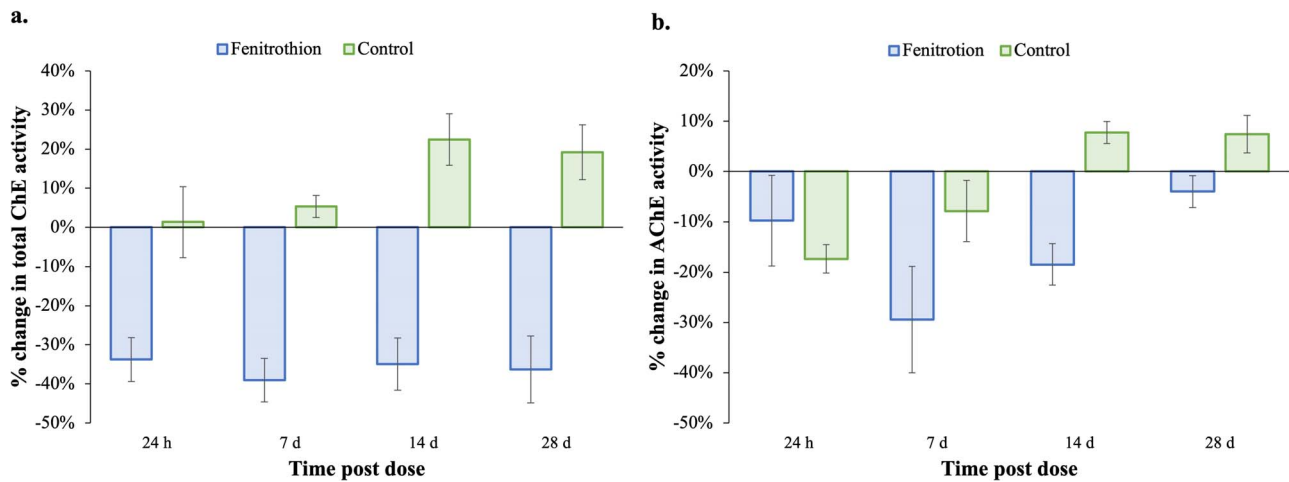 a.
Fenitrothion Control
% change in total ChE activity
40%
30%
20%
10%
0%
-10%
-20%
-30%
-40%
-50%
24 h 7 d 14 d 28 d
Time post dose
b.
Fenitrotion Control
% change in AChE activity
20%
10%
0%
-10%
-20%
-30%
-40%
-50%
24 h 7 d 14 d 28 d
Time post dose